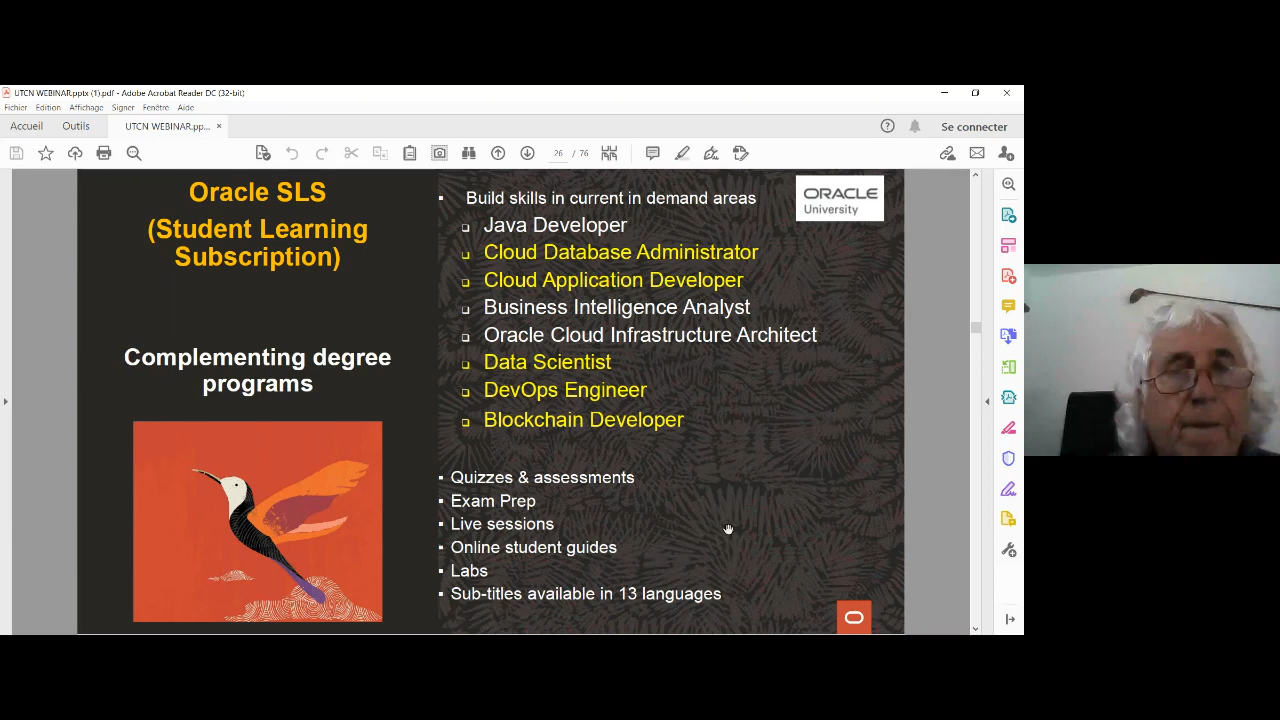 UTCN WEBINAR.pptx (1).pdf - Adobe Acrobat Reader DC (32-bit)
Fichier Edition Affichage Signer Fenêtre Aide
Accueil Outils UTCN WEBINAR.pp... × Se connecter
26 / 76
Oracle SLS
(Student Learning
Subscription)
Complementing degree
programs
ORACLE
University
▪ Build skills in current in demand areas
❑ Java Developer
❑ Cloud Database Administrator
❑ Cloud Application Developer
❑ Business Intelligence Analyst
❑ Oracle Cloud Infrastructure Architect
❑ Data Scientist
❑ DevOps Engineer
❑ Blockchain Developer
▪ Quizzes & assessments
▪ Exam Prep
▪ Live sessions
▪ Online student guides
▪ Labs
▪ Sub-titles available in 13 languages